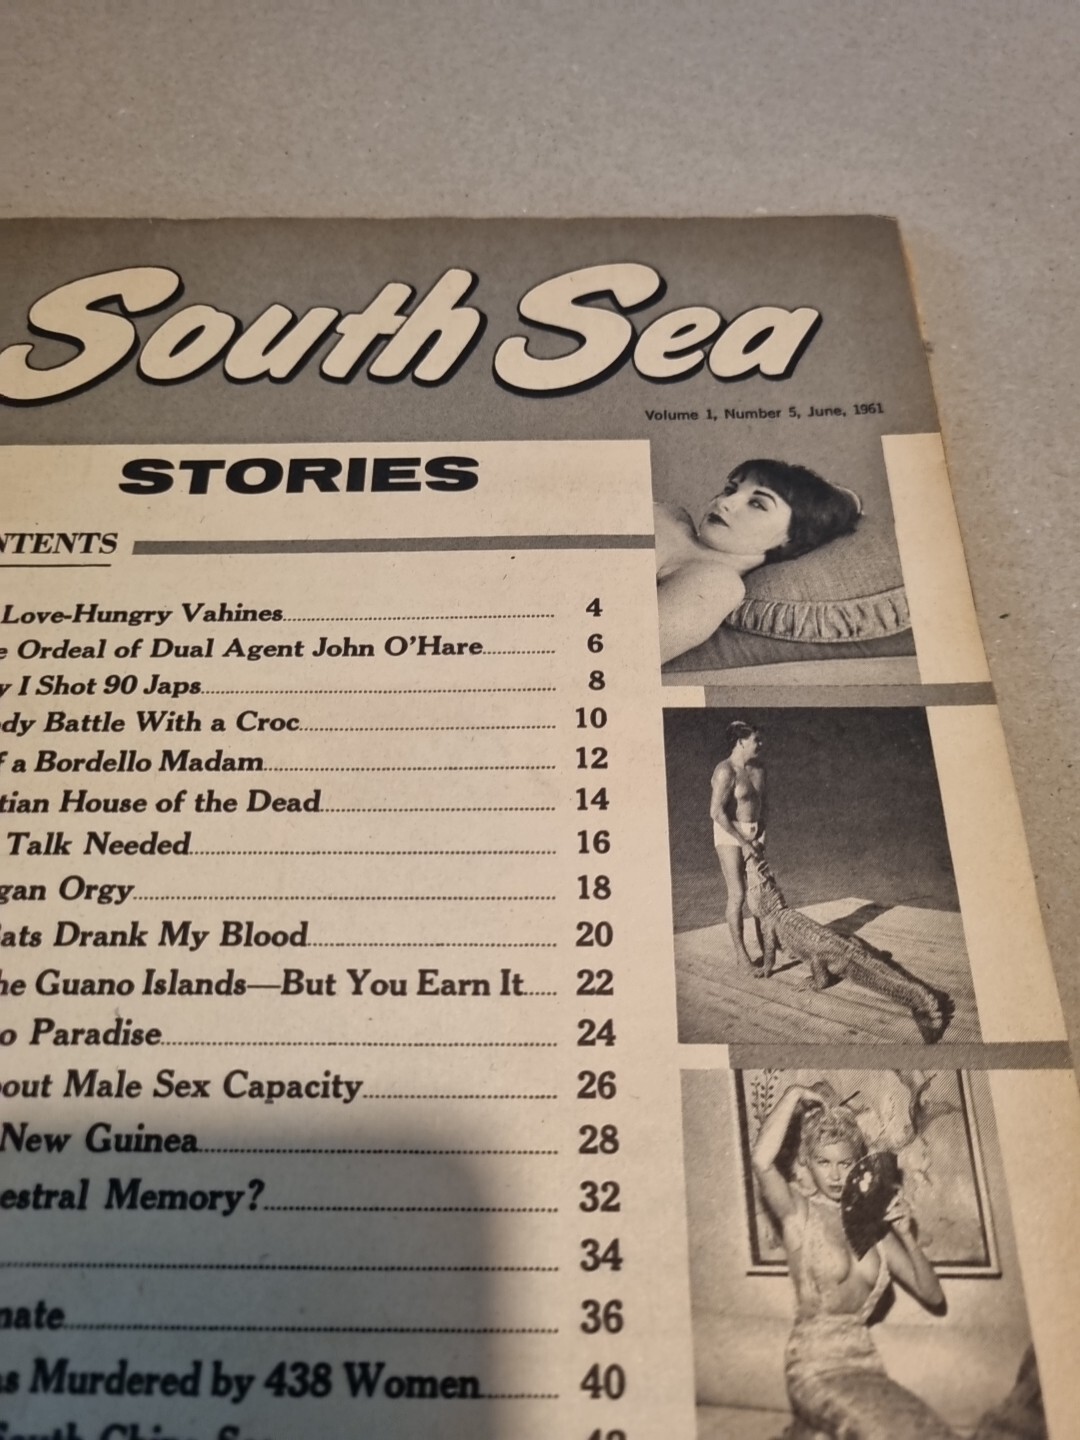 South Sea
Volume 1, Number 5, June, 1961
STORIES
NTENTS
Love-Hungry Vahines 4
e Ordeal of Dual Agent John O'Hare 6
y I Shot 90 Japs 8
dy Battle With a Croc 10
f a Bordello Madam 12
tian House of the Dead 14
Talk Needed 16
gan Orgy 18
ats Drank My Blood 20
he Guano Islands—But You Earn It 22
o Paradise 24
bout Male Sex Capacity 26
New Guinea 28
estral Memory? 32
34
mate 36
as Murdered by 438 Women 40